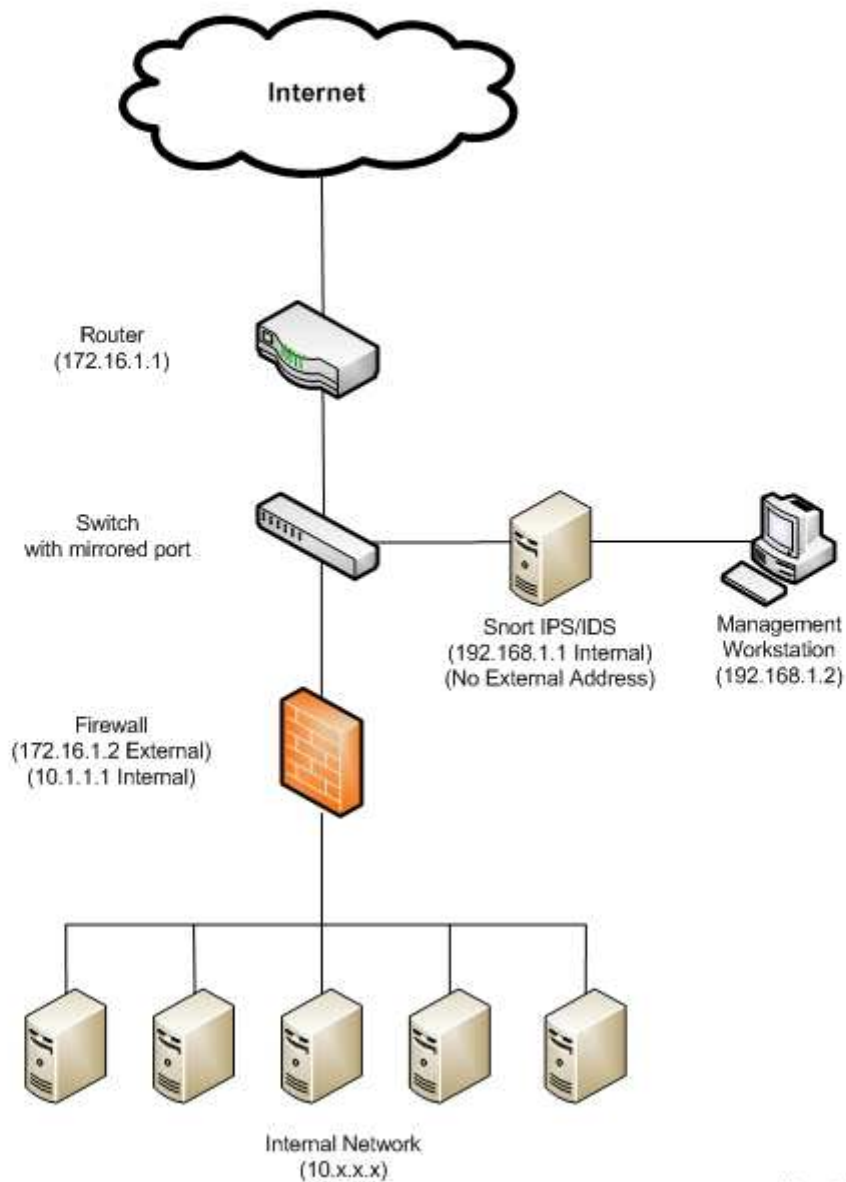 Internet
Router
(172.16.1.1)
Switch
with mirrored port
Snort IPS/IDS
(192.168.1.1 Internal)
(No External Address)
Management
Workstation
(192.168.1.2)
Firewall
(172.16.1.2 External)
(10.1.1.1 Internal)
Internal Network
(10.x.x.x)